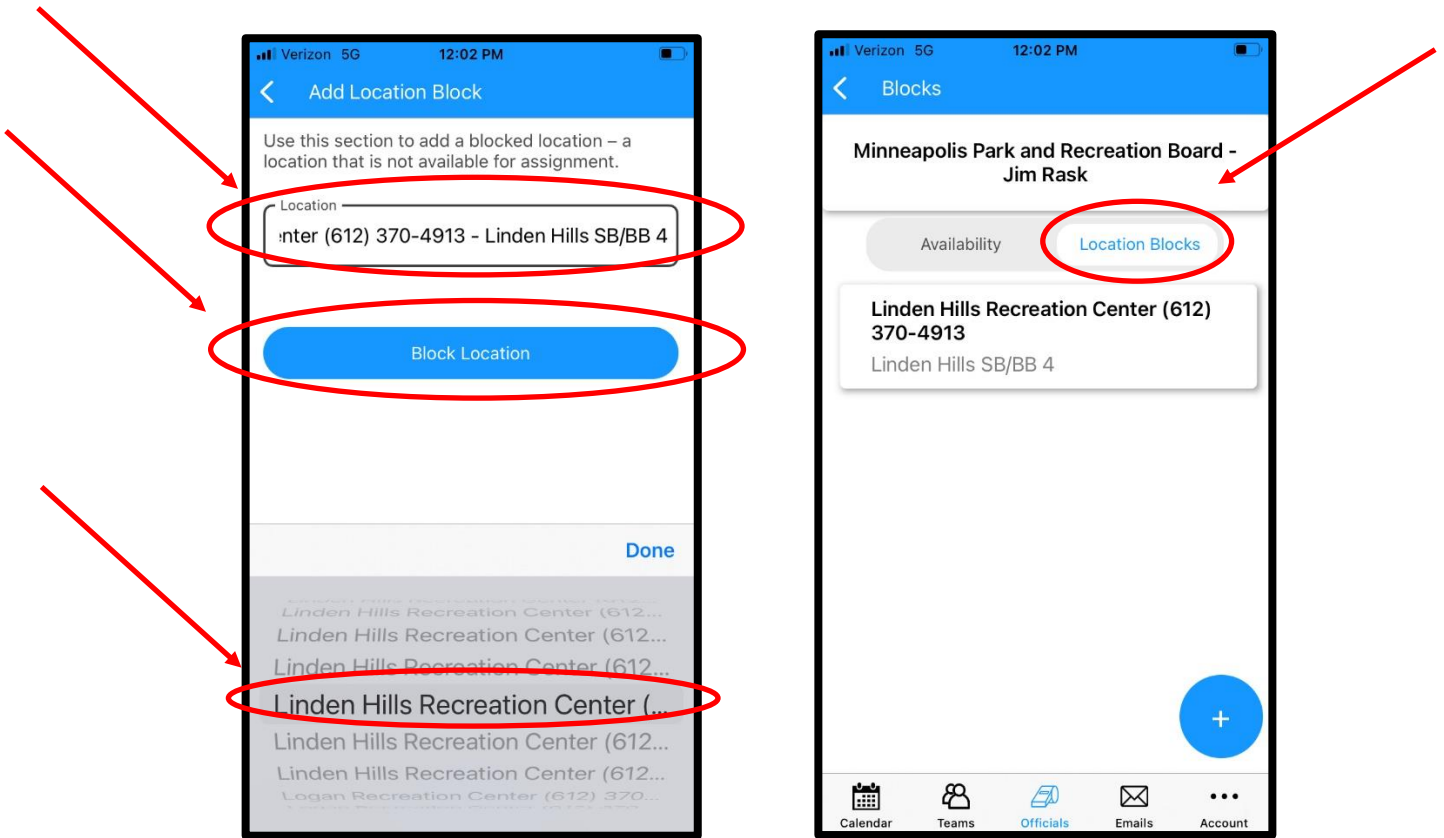 Verizon 5G 12:02 PM
Add Location Block
Use this section to add a blocked location – a
location that is not available for assignment.
Location
enter (612) 370-4913 - Linden Hills SB/BB 4
Block Location
Done
Linden Hills Recreation Center (612...
Linden Hills Recreation Center (612...
Linden Hills Recreation Center (612...
Linden Hills Recreation Center (...
Linden Hills Recreation Center (612...
Linden Hills Recreation Center (612...
Logan Recreation Center (612) 370...
Verizon 5G 12:02 PM
Blocks
Minneapolis Park and Recreation Board -
Jim Rask
Availability Location Blocks
Linden Hills Recreation Center (612)
370-4913
Linden Hills SB/BB 4
+
Calendar Teams Officials Emails Account